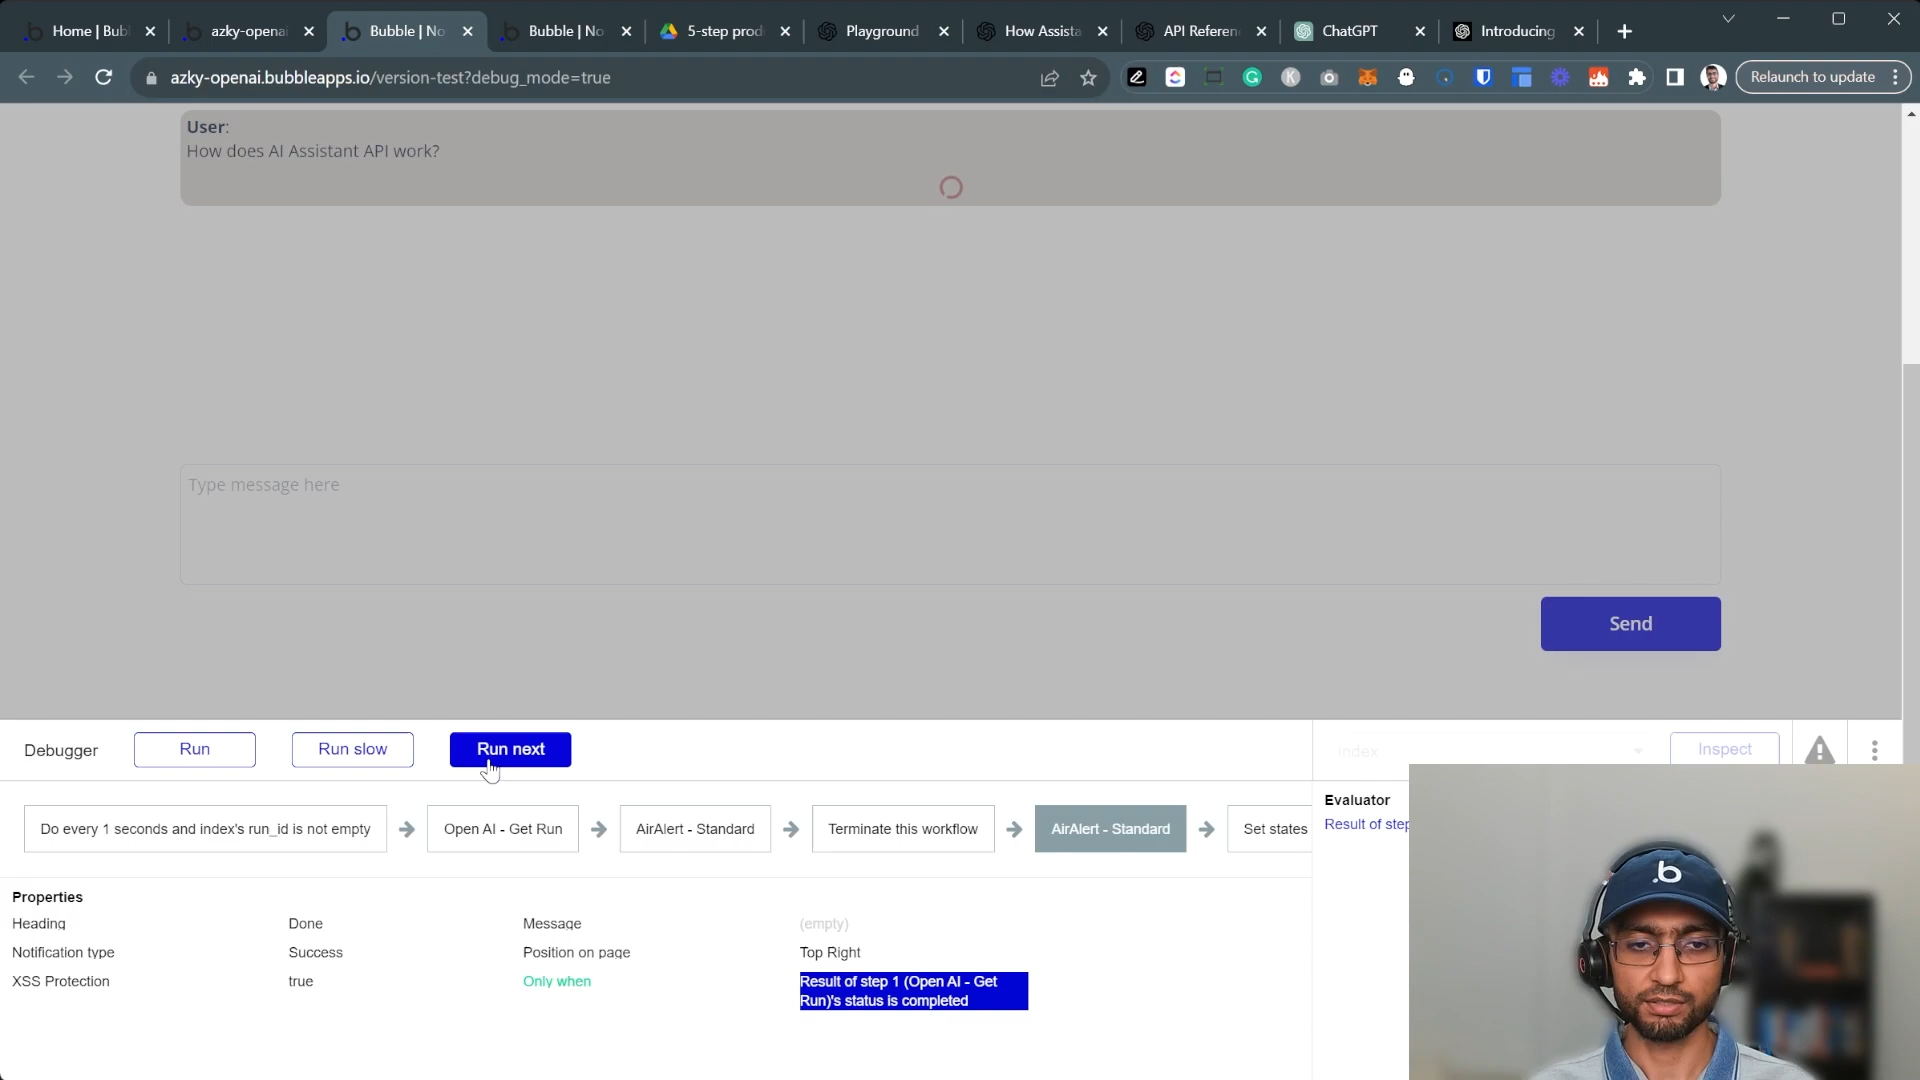 Home | Bub
azky-openai
Bubble | No
Bubble | No
5-step prod
Playground
How Assista
API Referen
ChatGPT
Introducing
azky-openai.bubbleapps.io/version-test?debug_mode=true
Relaunch to update
User:
How does AI Assistant API work?
Type message here
Send
Debugger
Run
Run slow
Run next
index
Inspect
Do every 1 seconds and index's run_id is not empty
Open AI - Get Run
AirAlert - Standard
Terminate this workflow
AirAlert - Standard
Set states
Evaluator
Result of step
Properties
Heading
Done
Message
(empty)
Notification type
Success
Position on page
Top Right
XSS Protection
true
Only when
Result of step 1 (Open AI - Get
Run)'s status is completed
.b